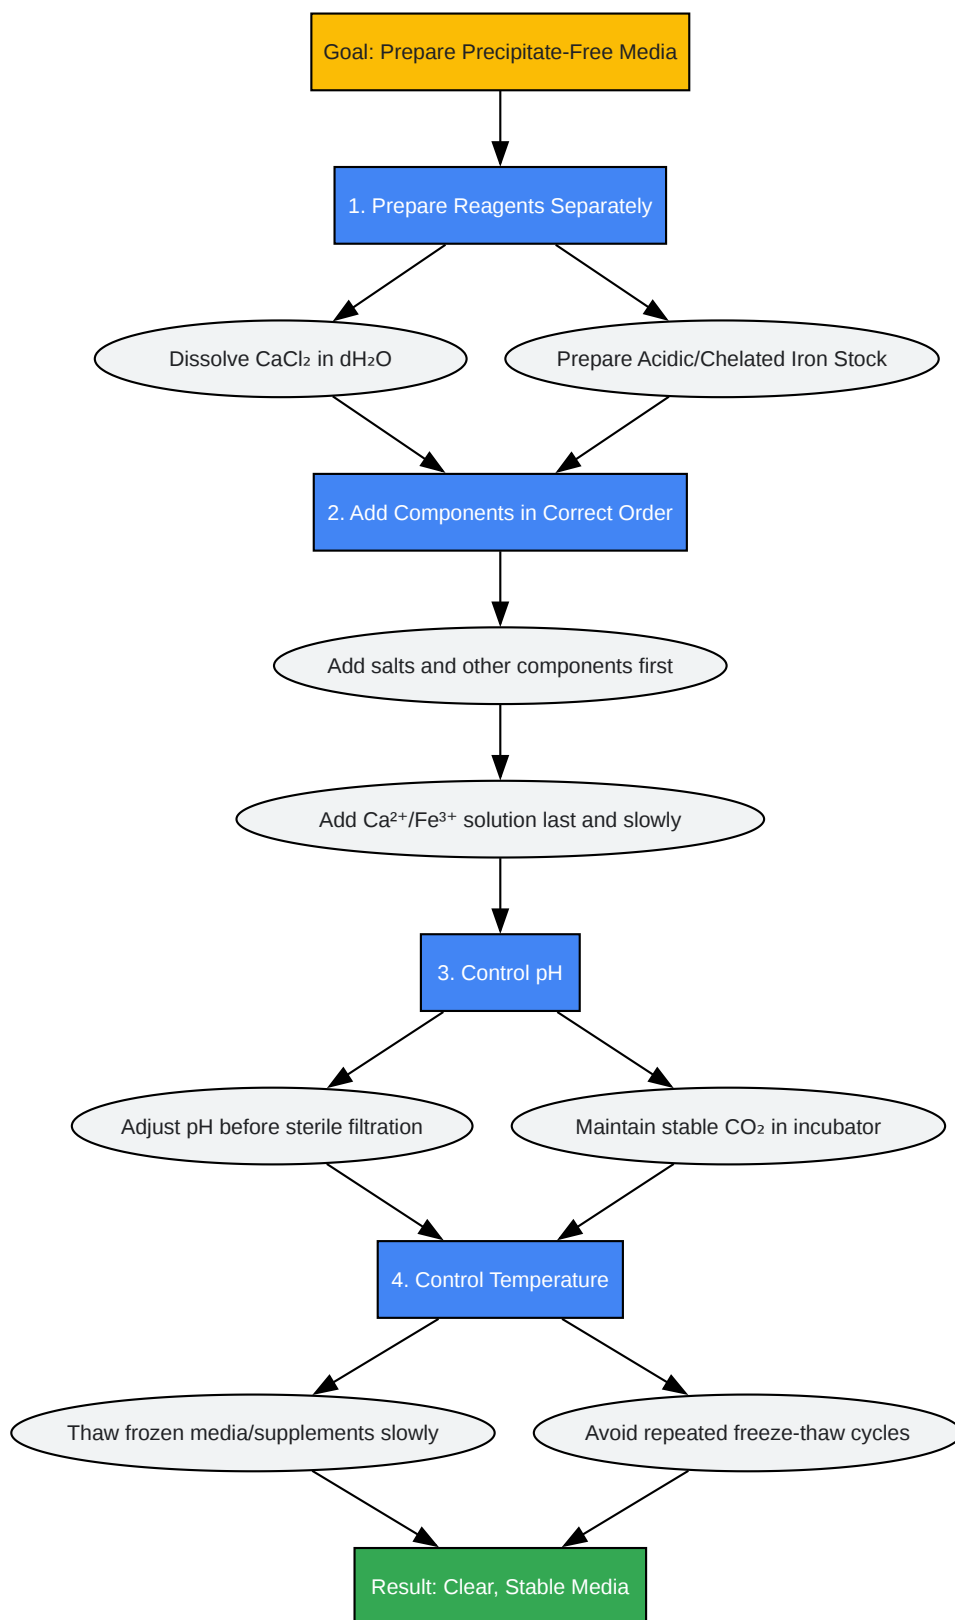 Goal: Prepare Precipitate-Free Media
1. Prepare Reagents Separately
Dissolve CaCl₂ in dH₂O
Prepare Acidic/Chelated Iron Stock
2. Add Components in Correct Order
Add salts and other components first
Add Ca²⁺/Fe³⁺ solution last and slowly
3. Control pH
Adjust pH before sterile filtration
Maintain stable CO₂ in incubator
4. Control Temperature
Thaw frozen media/supplements slowly
Avoid repeated freeze-thaw cycles
Result: Clear, Stable Media